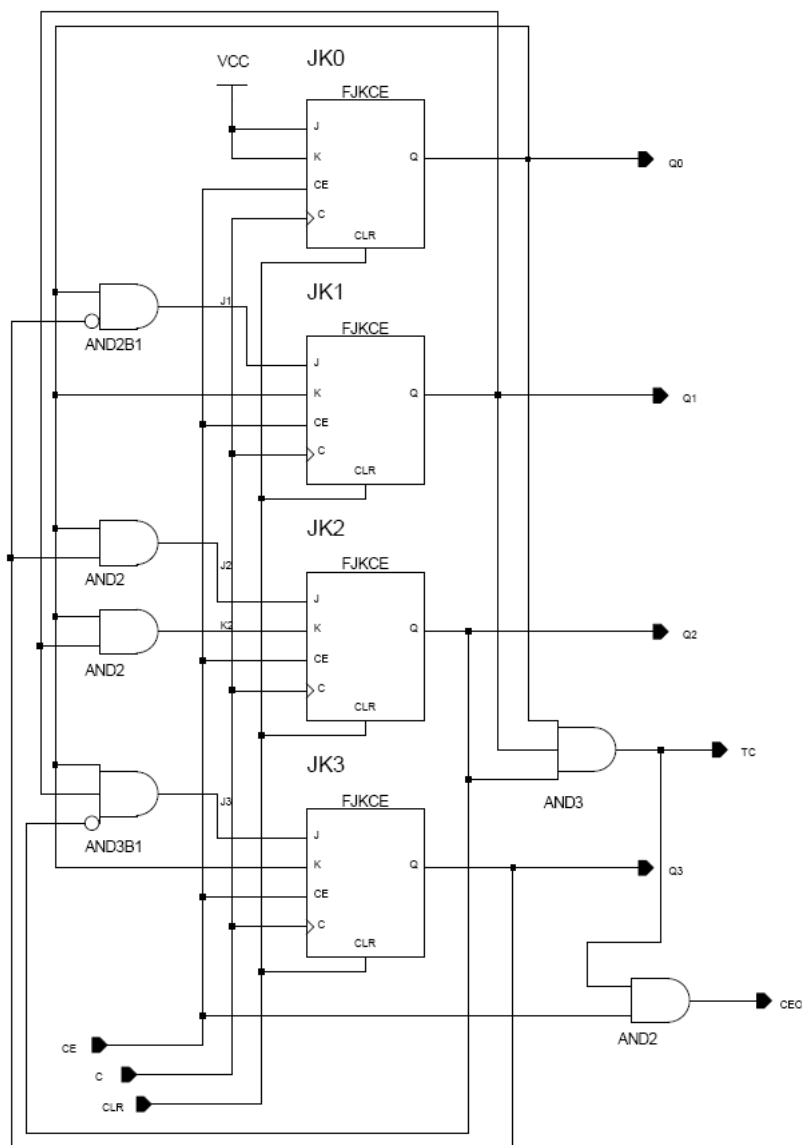 JK0
VCC
FJKCE
J
K
Q
CE
C
CLR
Q0
JK1
FJKCE
J1
AND2B1
J
K
Q
CE
C
CLR
Q1
JK2
FJKCE
J2
AND2
J
K2
K
Q
AND2
CE
C
CLR
Q2
JK3
TC
AND3
FJKCE
J3
AND3B1
J
K
Q
CE
C
CLR
Q3
CE
C
CLR
AND2
CEO